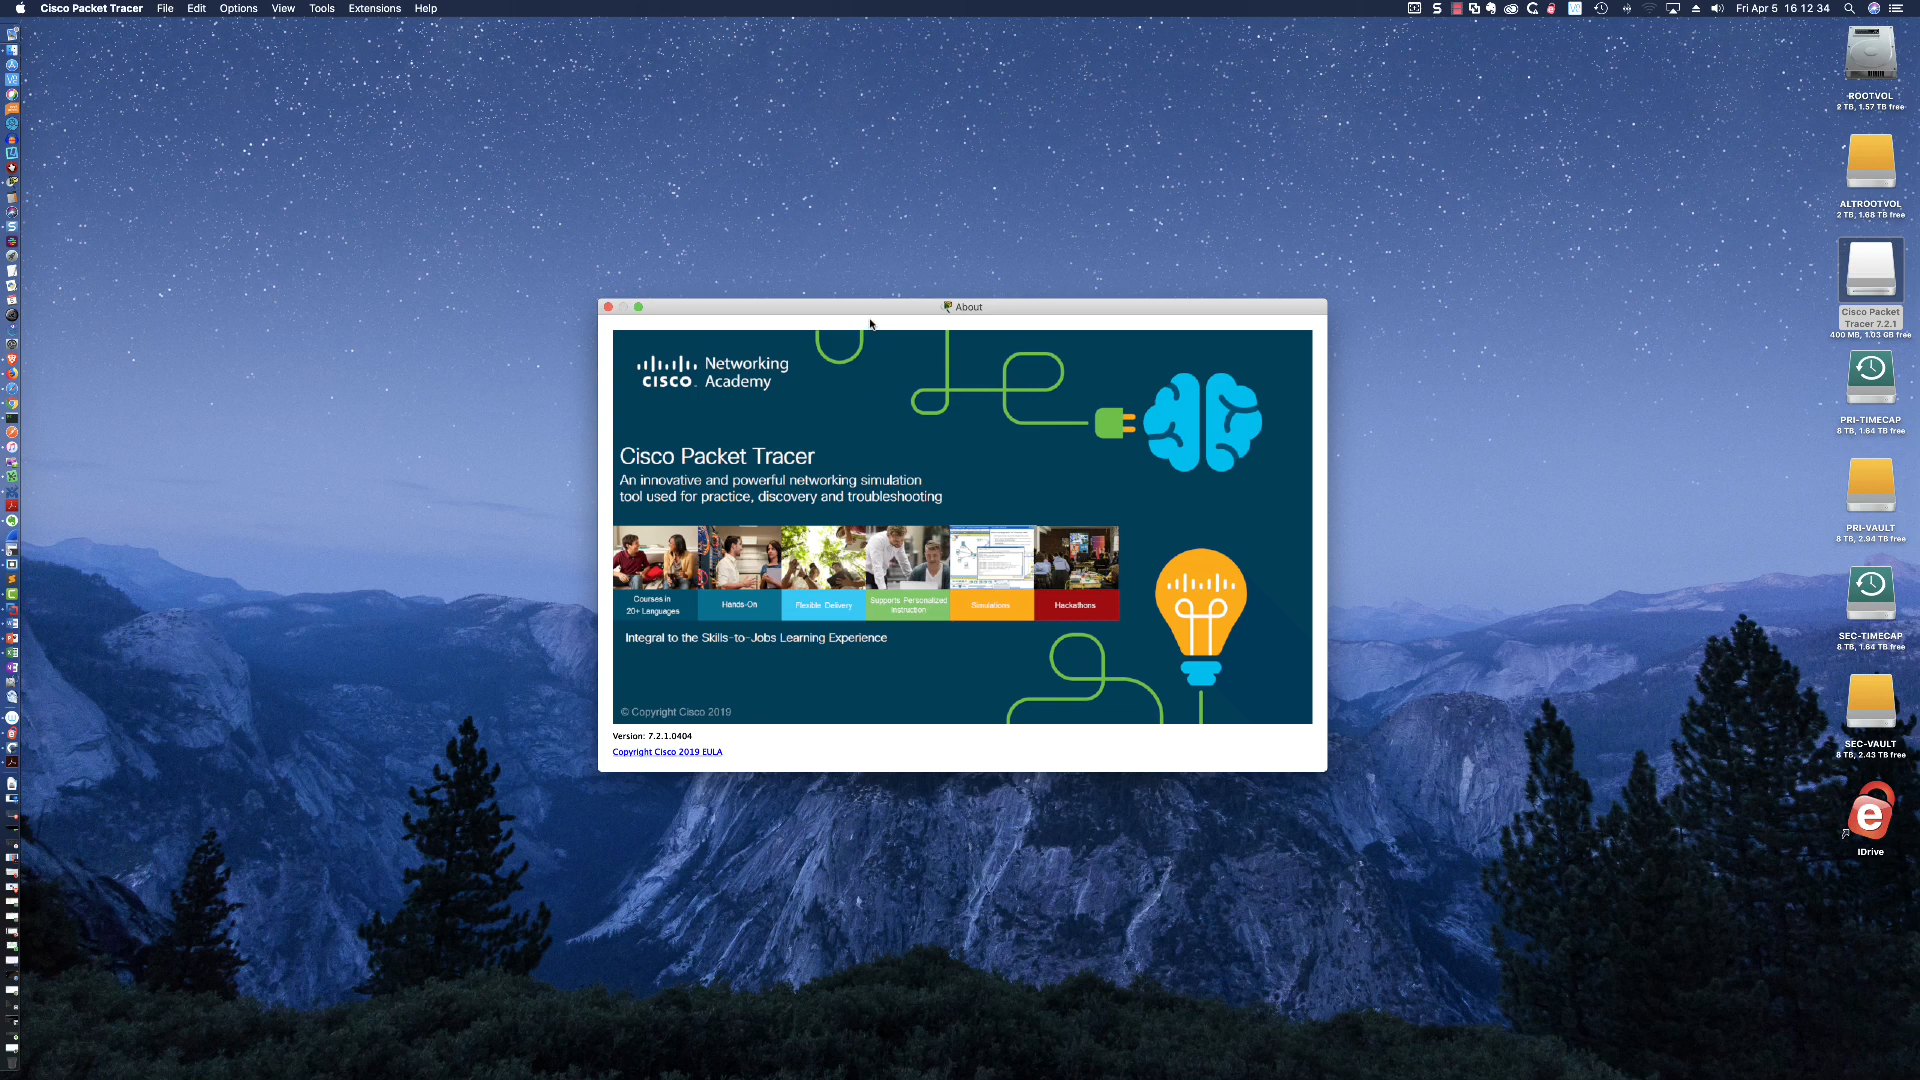 Cisco Packet Tracer File Edit Options View Tools Extensions Help
Fri Apr 5 16 12 34
ROOTVOL
2 TB, 1.57 TB free
ALTROOTVOL
2 TB, 1.68 TB free
Cisco Packet
Tracer 7.2.1
400 MB, 1.03 GB free
PRI-TIMECAP
8 TB, 1.64 TB free
PRI-VAULT
8 TB, 2.94 TB free
SEC-TIMECAP
8 TB, 1.64 TB free
SEC-VAULT
8 TB, 2.43 TB free
e
IDrive
About
Networking
CISCO. Academy
Cisco Packet Tracer
An innovative and powerful networking simulation
tool used for practice, discovery and troubleshooting
Courses in
20+ Languages
Hands-On
Flexible Delivery
Supports Personalized
Instruction
Simulations
Hackathons
Integral to the Skills-to-Jobs Learning Experience
© Copyright Cisco 2019
Version: 7.2.1.0404
Copyright Cisco 2019 EULA